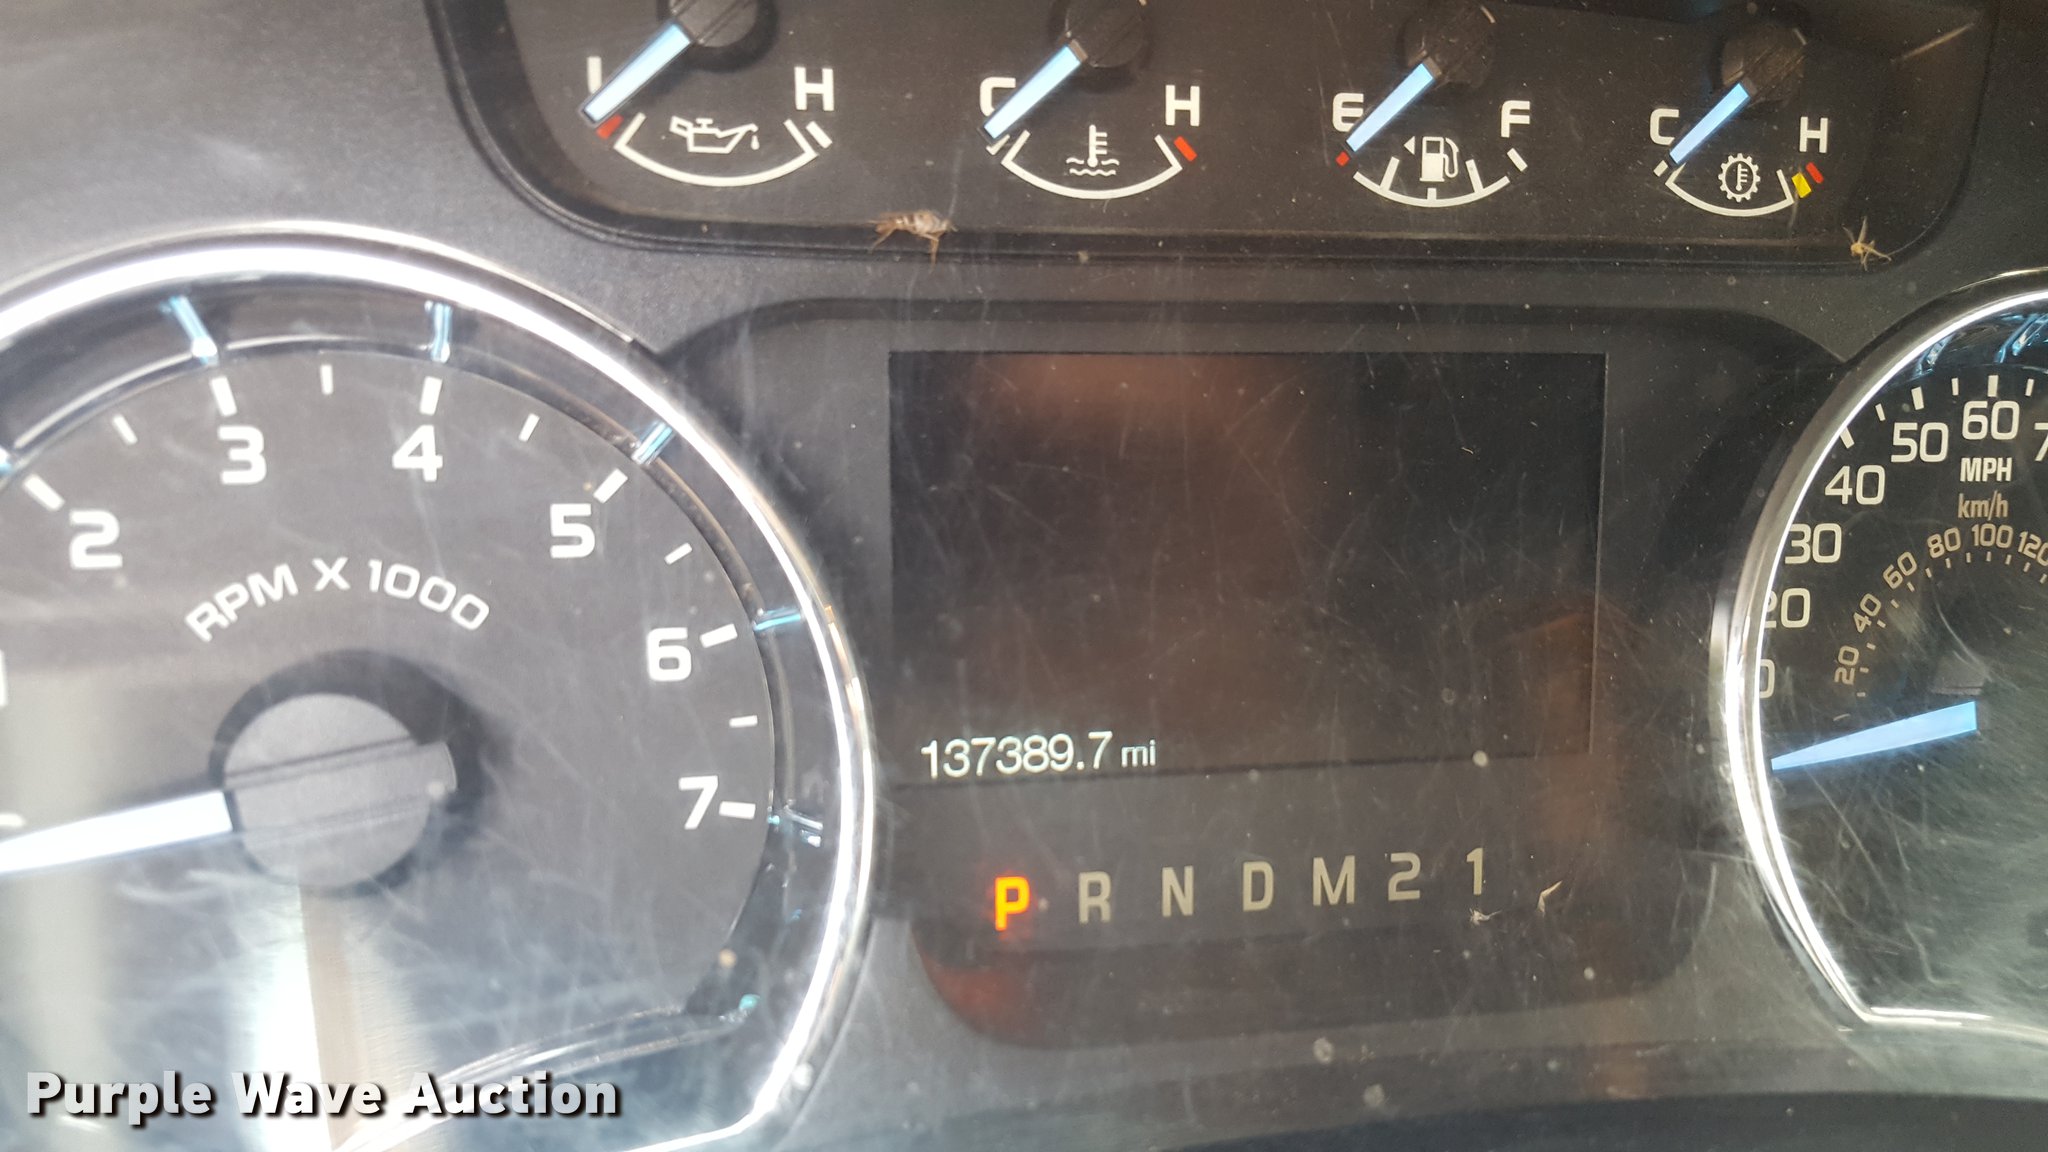 H
C H
E F
C H
2 3 4 5 6 7
RPM X 1000
20 30 40 50 60
MPH
km/h
20 40 60 80 100 120
137389.7 mi
P R N D M 2 1
Purple Wave Auction